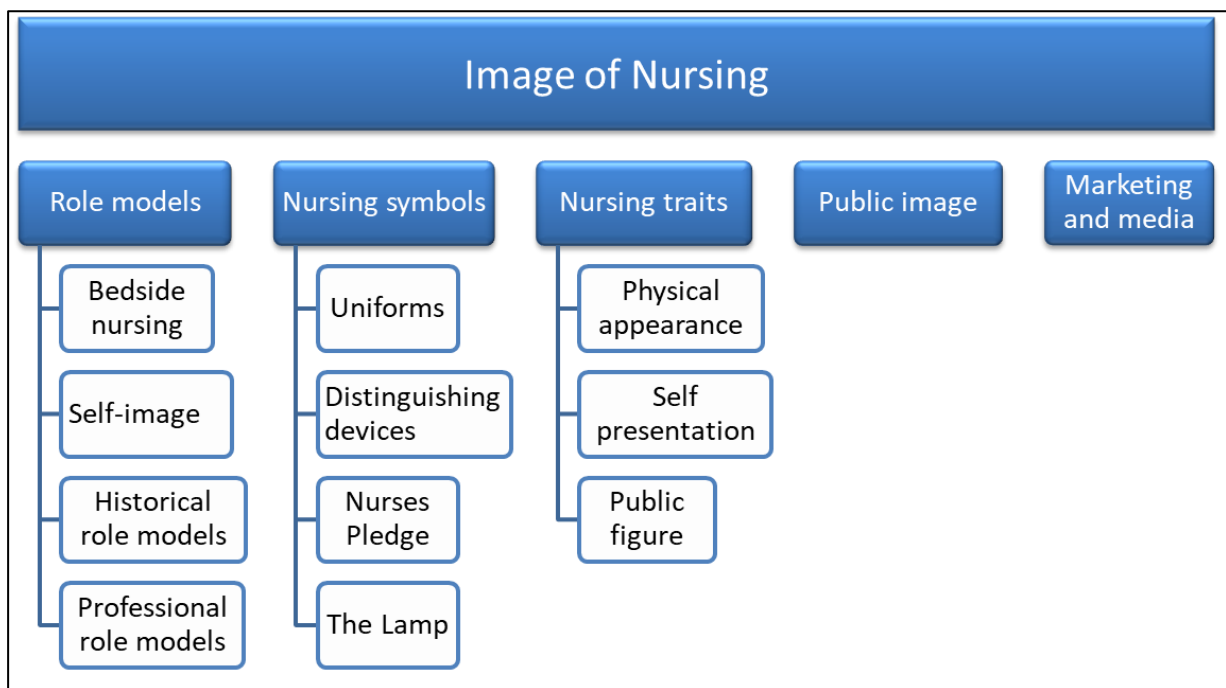 Image of Nursing
Role models
Bedside
nursing
Self-image
Historical
role models
Professional
role models
Nursing symbols
Uniforms
Distinguishing
devices
Nurses
Pledge
The Lamp
Nursing traits
Physical
appearance
Self
presentation
Public
figure
Public image
Marketing
and media